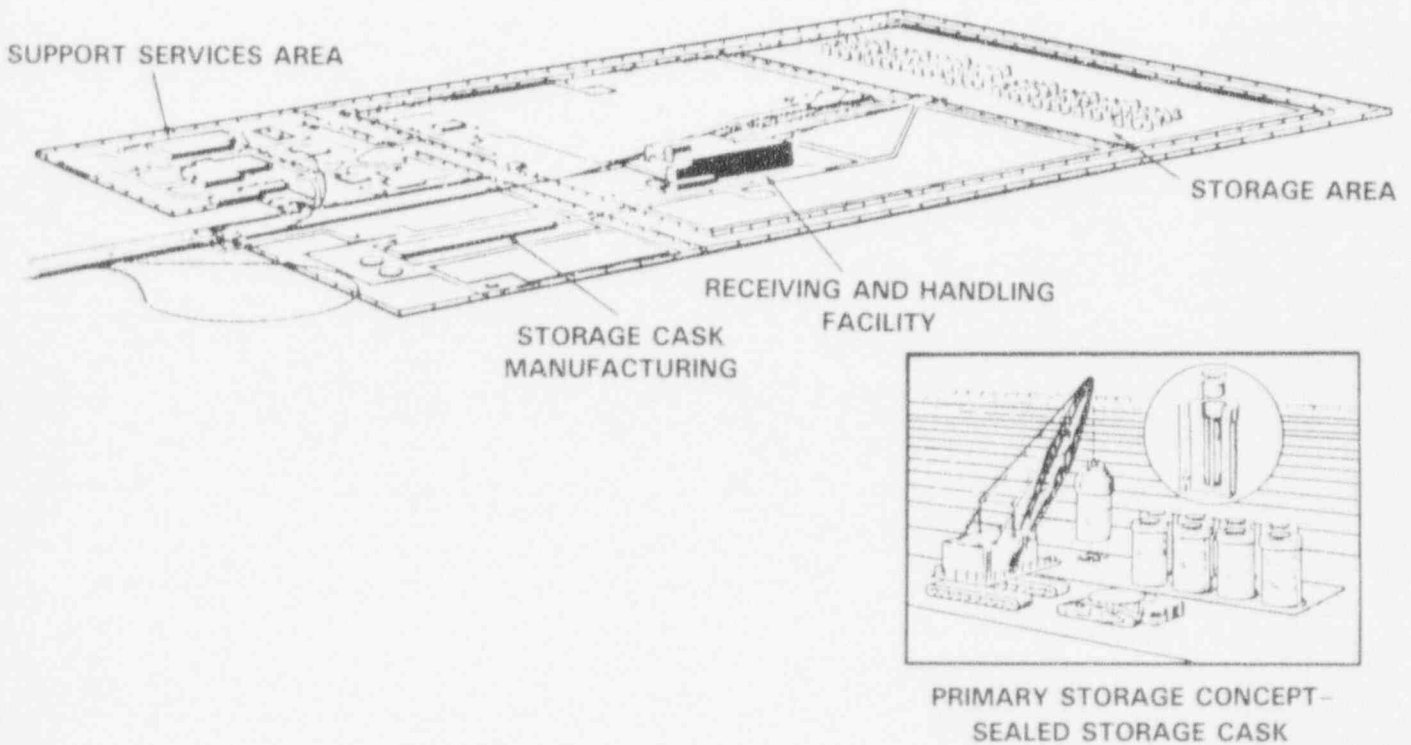 SUPPORT SERVICES AREA
STORAGE AREA
RECEIVING AND HANDLING
FACILITY
STORAGE CASK
MANUFACTURING
PRIMARY STORAGE CONCEPT–
SEALED STORAGE CASK